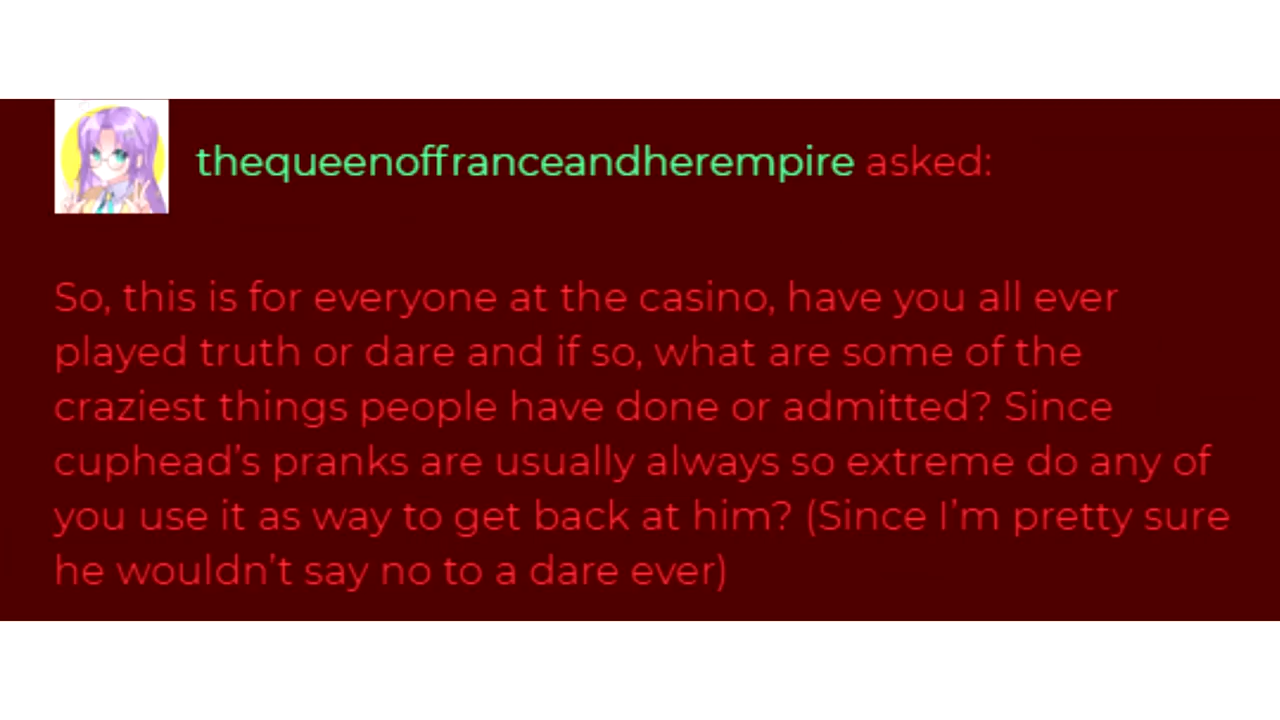 thequeenoffranceandherempire asked:
So, this is for everyone at the casino, have you all ever
played truth or dare and if so, what are some of the
craziest things people have done or admitted? Since
cuphead’s pranks are usually always so extreme do any of
you use it as way to get back at him? (Since I’m pretty sure
he wouldn’t say no to a dare ever)